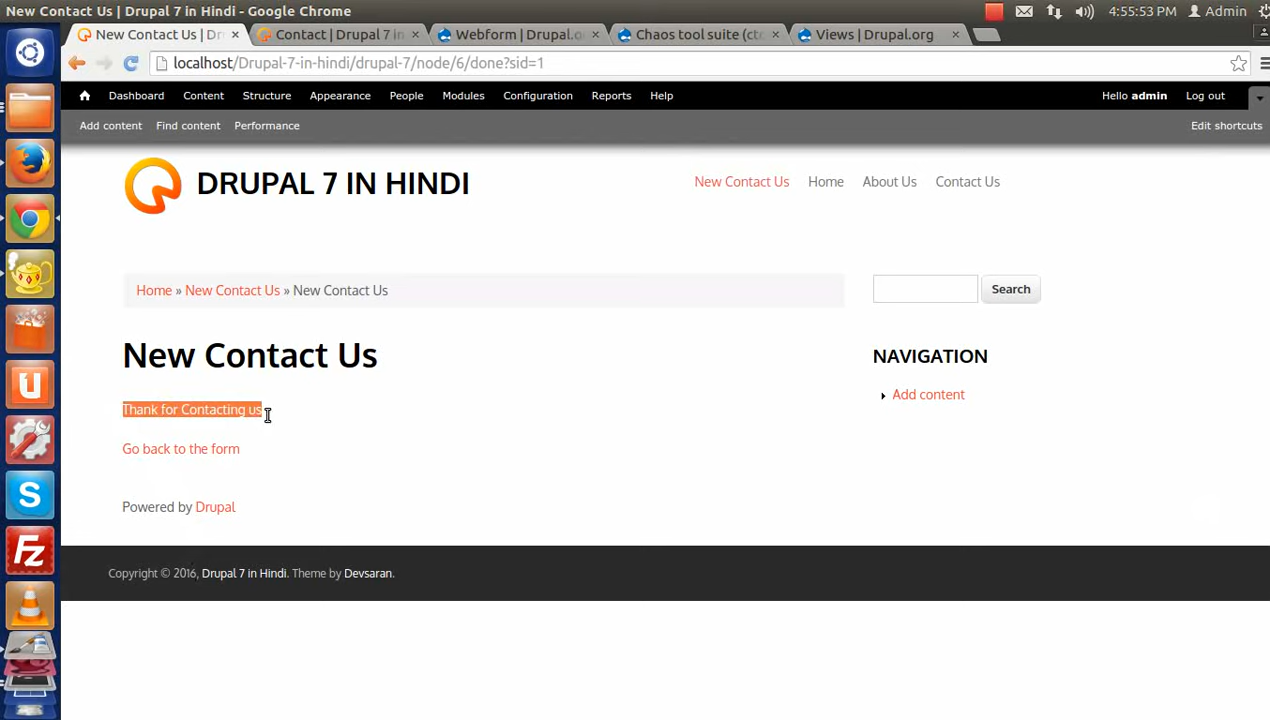 New Contact Us | Drupal 7 in Hindi - Google Chrome
4:55:53 PM Admin
New Contact Us | Dr
Contact | Drupal 7 in
Webform | Drupal.o
Chaos tool suite (cto
Views | Drupal.org
localhost/Drupal-7-in-hindi/drupal-7/node/6/done?sid=1
Dashboard Content Structure Appearance People Modules Configuration Reports Help
Hello admin Log out
Add content Find content Performance
Edit shortcuts
DRUPAL 7 IN HINDI
New Contact Us Home About Us Contact Us
Home » New Contact Us » New Contact Us
Search
New Contact Us
NAVIGATION
Add content
Thank for Contacting us
Go back to the form
Powered by Drupal
Copyright © 2016, Drupal 7 in Hindi. Theme by Devsaran.